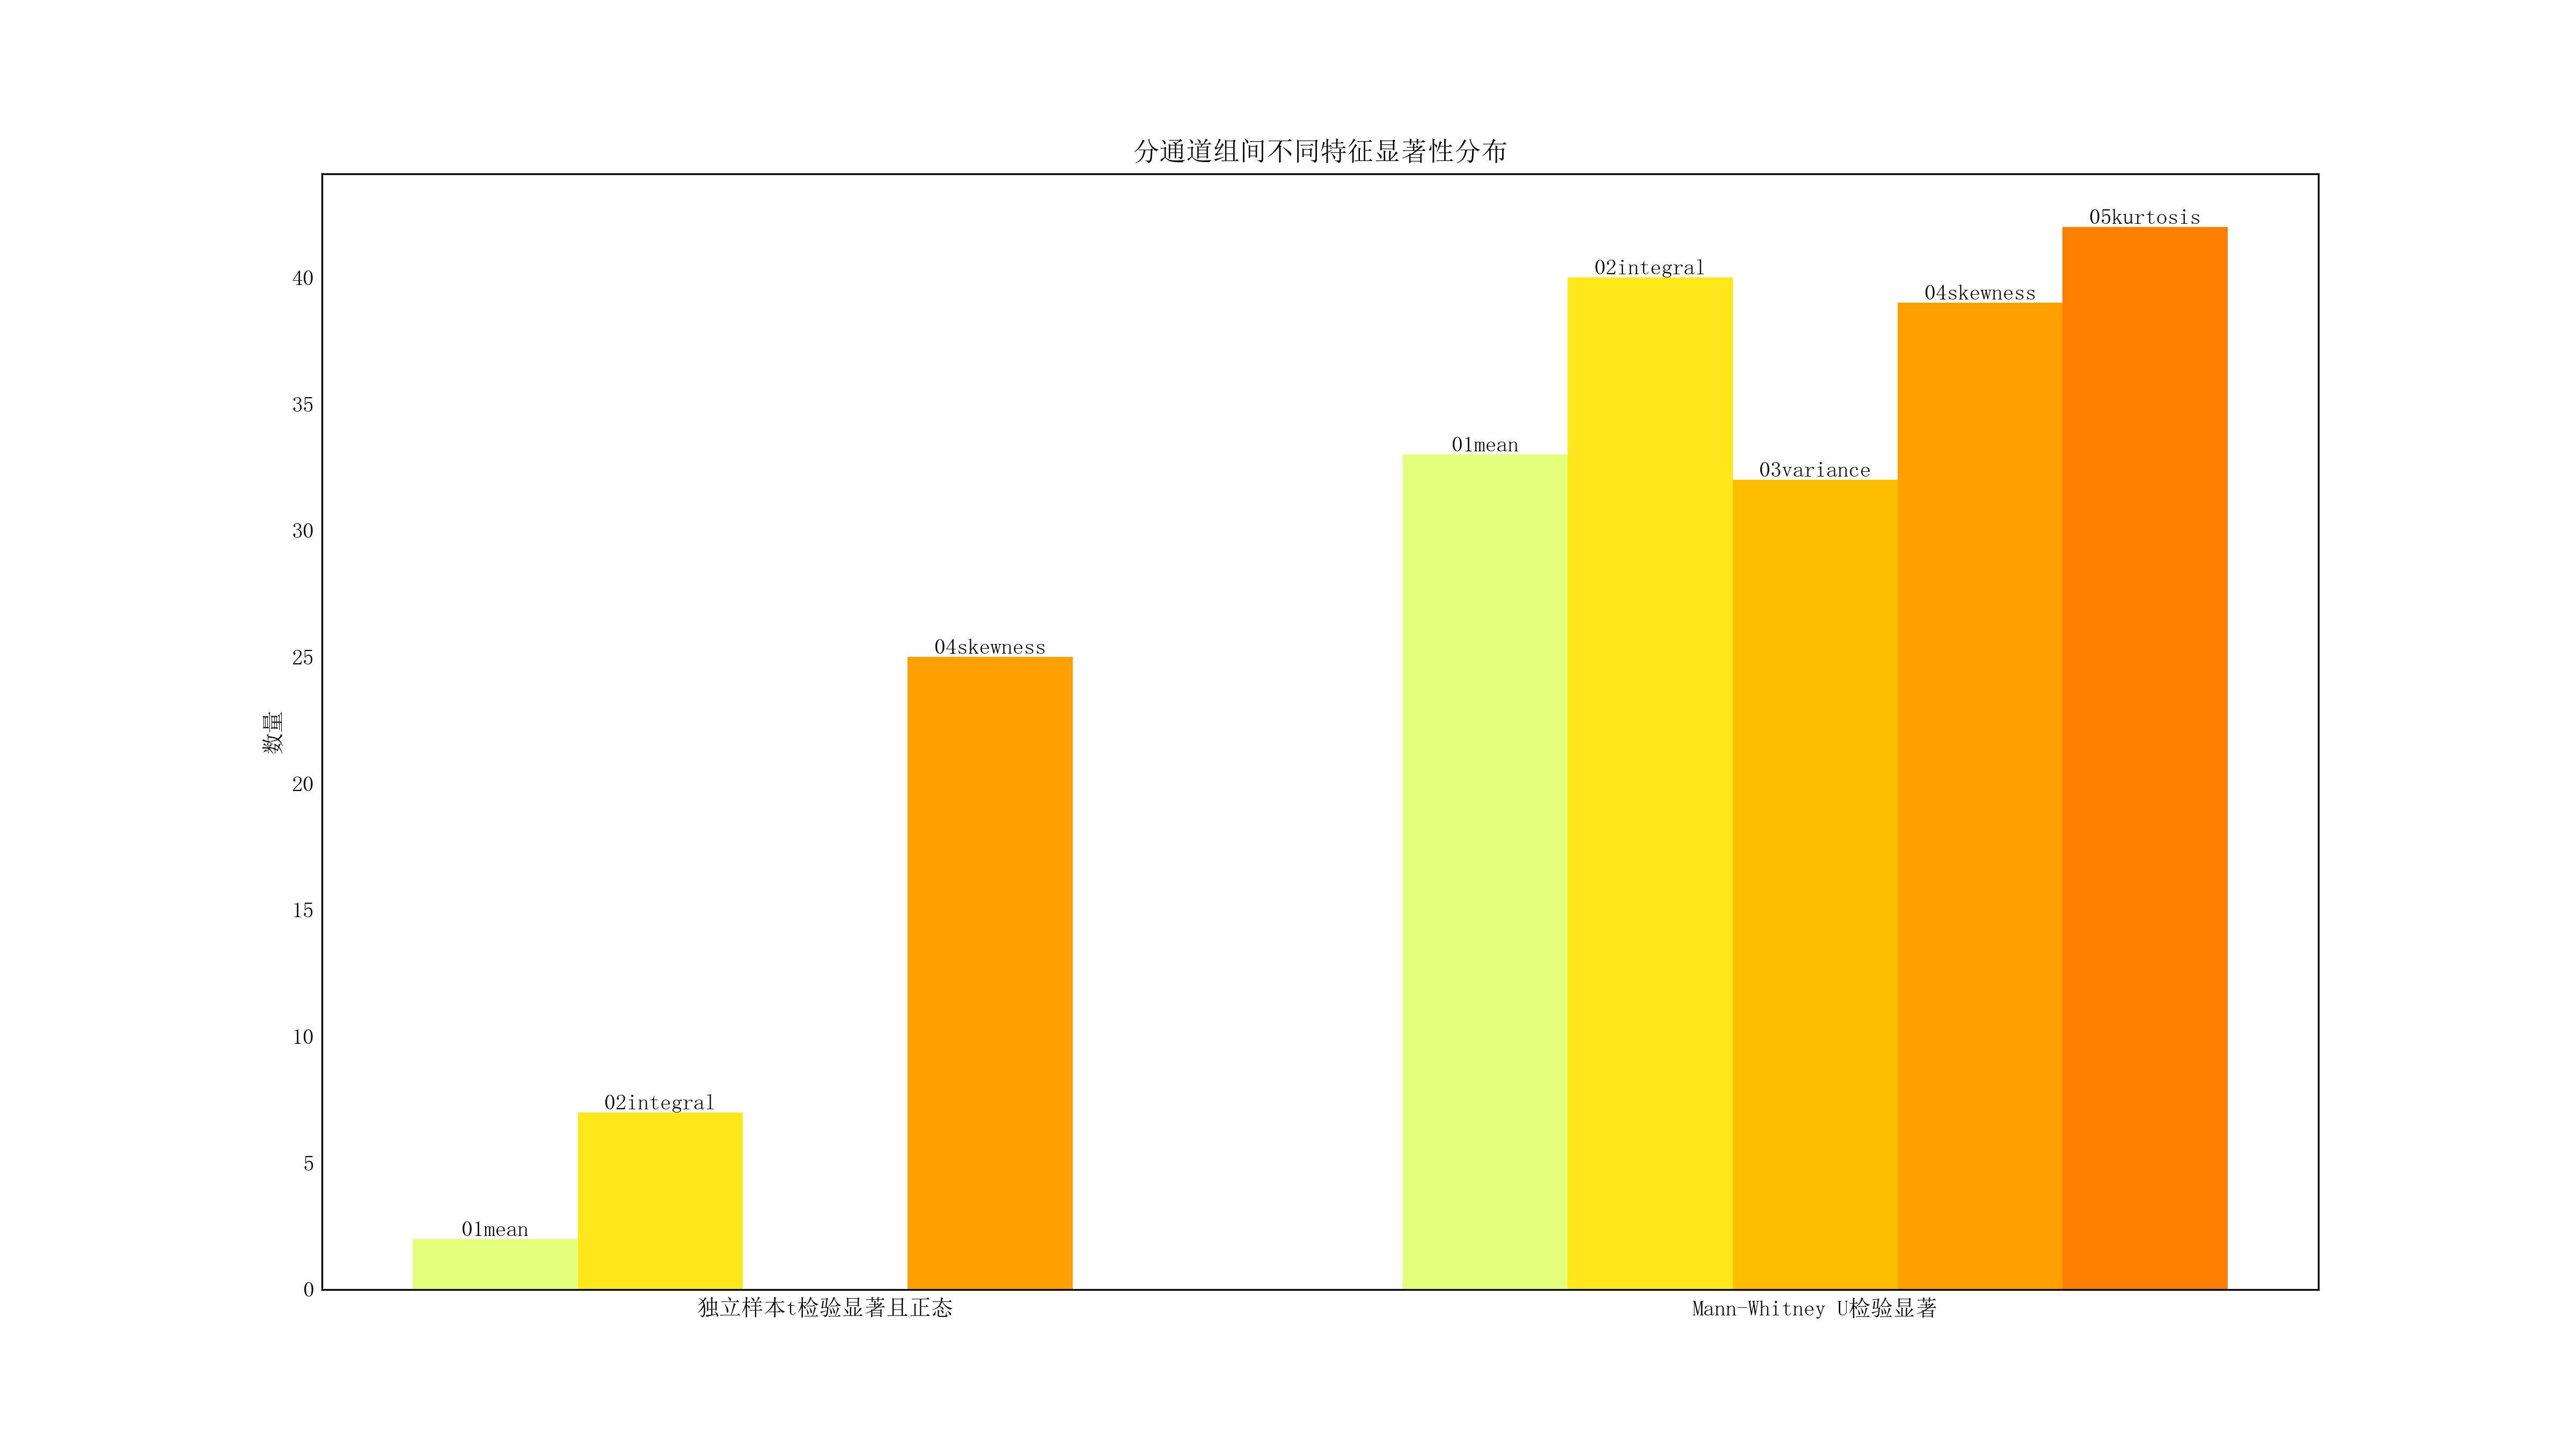 分通道组间不同特征显著性分布
05kurtosis
02integral
04skewness
01mean
03variance
04skewness
02integral
01mean
数量
40
35
30
25
20
15
10
5
0
独立样本t检验显著且正态
Mann-Whitney U检验显著